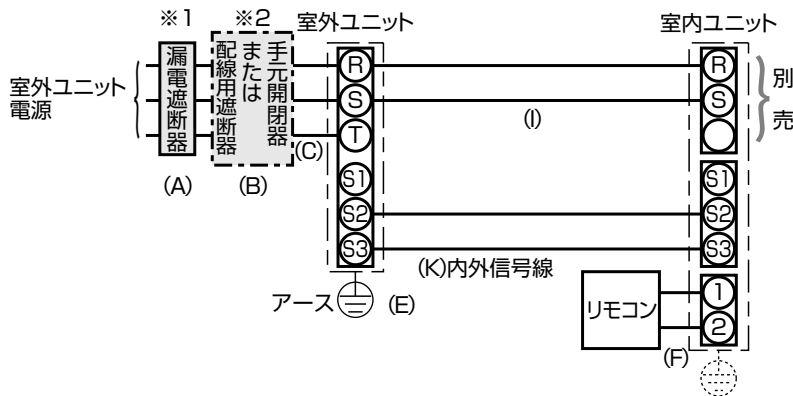 ※1
※2
室外ユニット
室内ユニット
室外ユニット
電源
漏電遮断器
手元開閉器
または
配線用遮断器
(A)
(B)
(C)
R
S
T
S1
S2
S3
(I)
(K)内外信号線
アース
(E)
R
S
別売
S1
S2
S3
リモコン
1
2
(F)